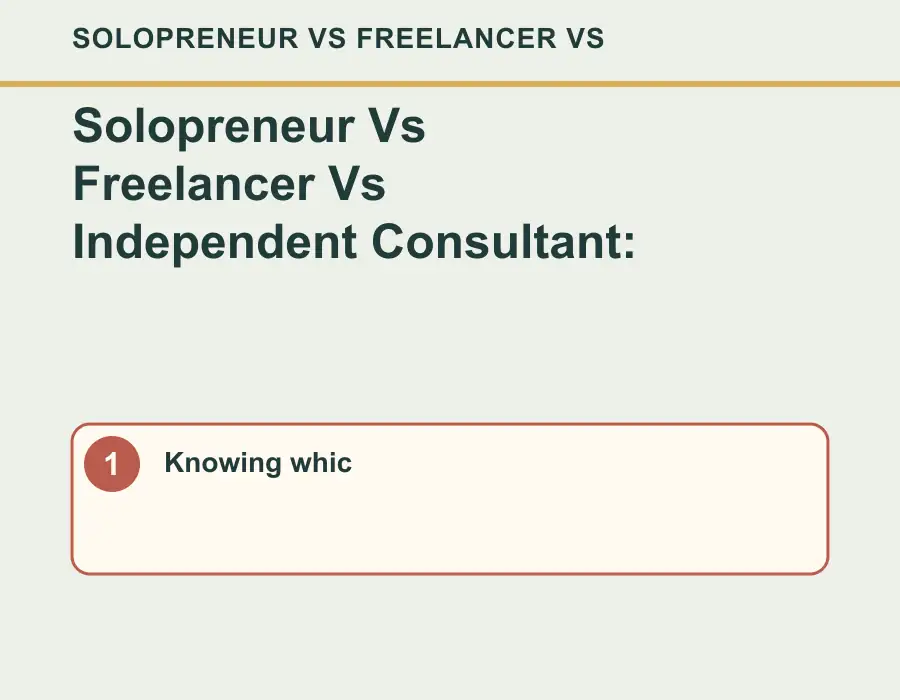 SOLOPRENEUR VS FREELANCER VS
Solopreneur Vs
Freelancer Vs
Independent Consultant:
1
Knowing whic